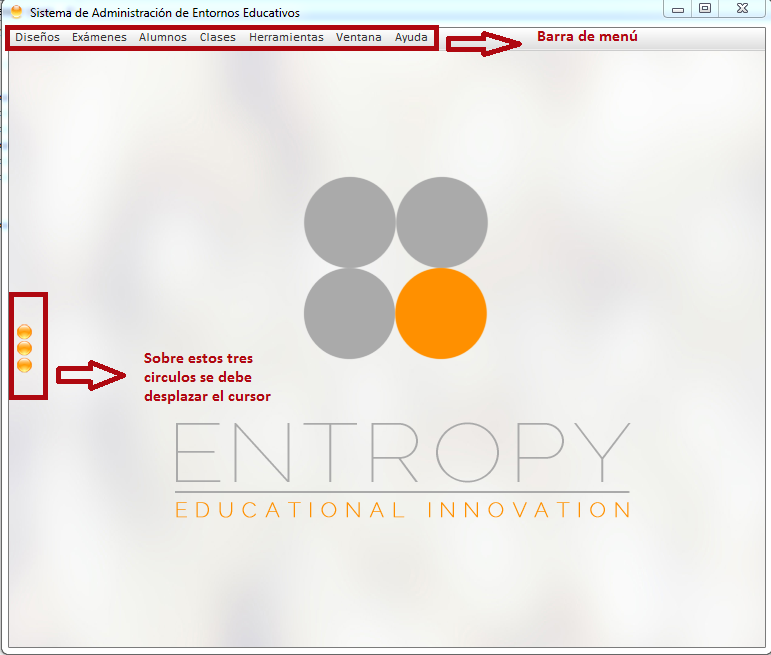 Sistema de Administración de Entornos Educativos
Diseños Exámenes Alumnos Clases Herramientas Ventana Ayuda
Barra de menú
Sobre estos tres
circulos se debe
desplazar el cursor
ENTROPY
EDUCATIONAL INNOVATION